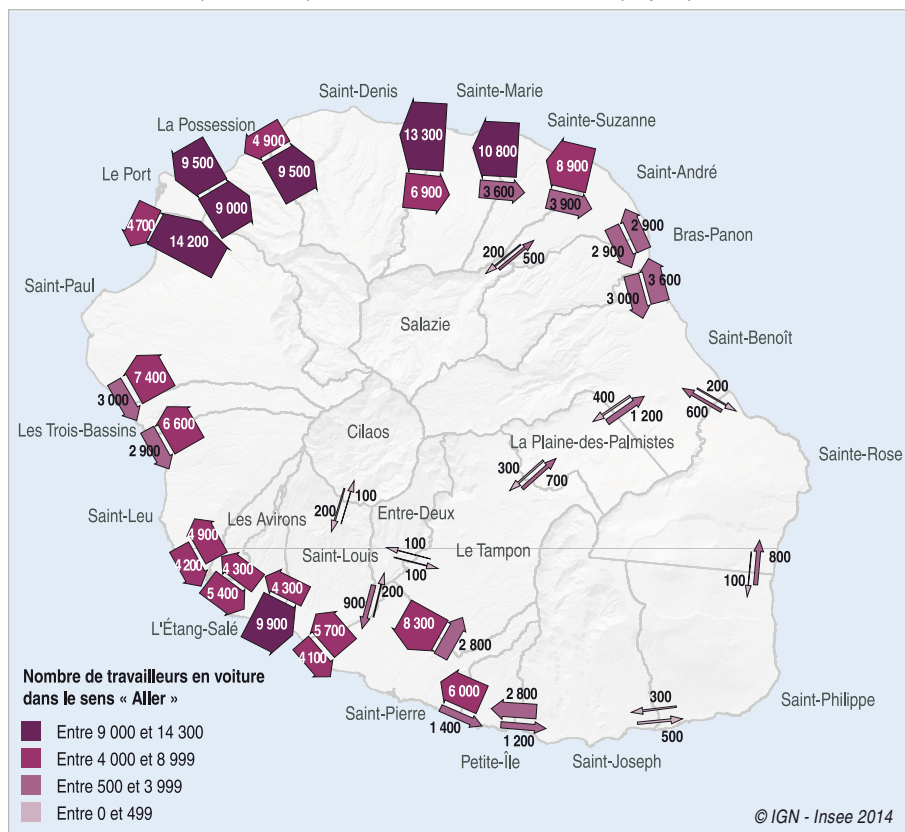 Saint-Denis
Sainte-Marie
La Possession
4 900
13 300
10 800
Sainte-Suzanne
9 500
9 500
8 900
Le Port
Saint-André
9 000
6 900
3 600
3 900
4 700
2 900
14 200
2 900
Bras-Panon
200
500
Saint-Paul
3 600
3 000
Salazie
Saint-Benoît
7 400
3 000
200
400
1 200
600
Les Trois-Bassins
6 600
Cilaos
La Plaine-des-Palmistes
2 900
Sainte-Rose
300
700
100
200
Saint-Leu
Les Avirons
Entre-Deux
4 900
100
Saint-Louis
Le Tampon
4 200
4 300
100
800
100
5 400
4 300
200
900
L'Étang-Salé
9 900
5 700
8 300
2 800
4 100
Nombre de travailleurs en voiture
dans le sens « Aller »
6 000
2 800
300
Saint-Philippe
Saint-Pierre
1 400
1 200
500
Entre 9 000 et 14 300
Petite-Île
Saint-Joseph
Entre 4 000 et 8 999
Entre 500 et 3 999
Entre 0 et 499
© IGN - Insee 2014